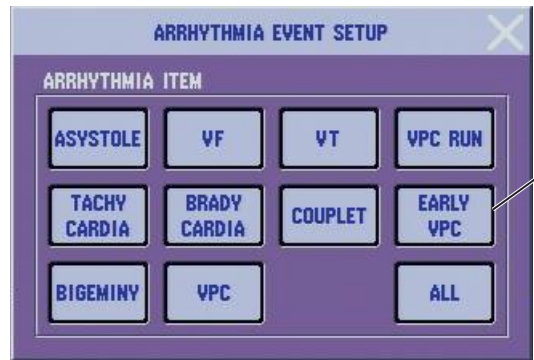 ARRHYTHMIA EVENT SETUP
ARRHYTHMIA ITEM
ASYSTOLE
VF
VT
VPC RUN
TACHY
CARDIA
BRADY
CARDIA
COUPLET
EARLY
VPC
BIGEMINY
VPC
ALL